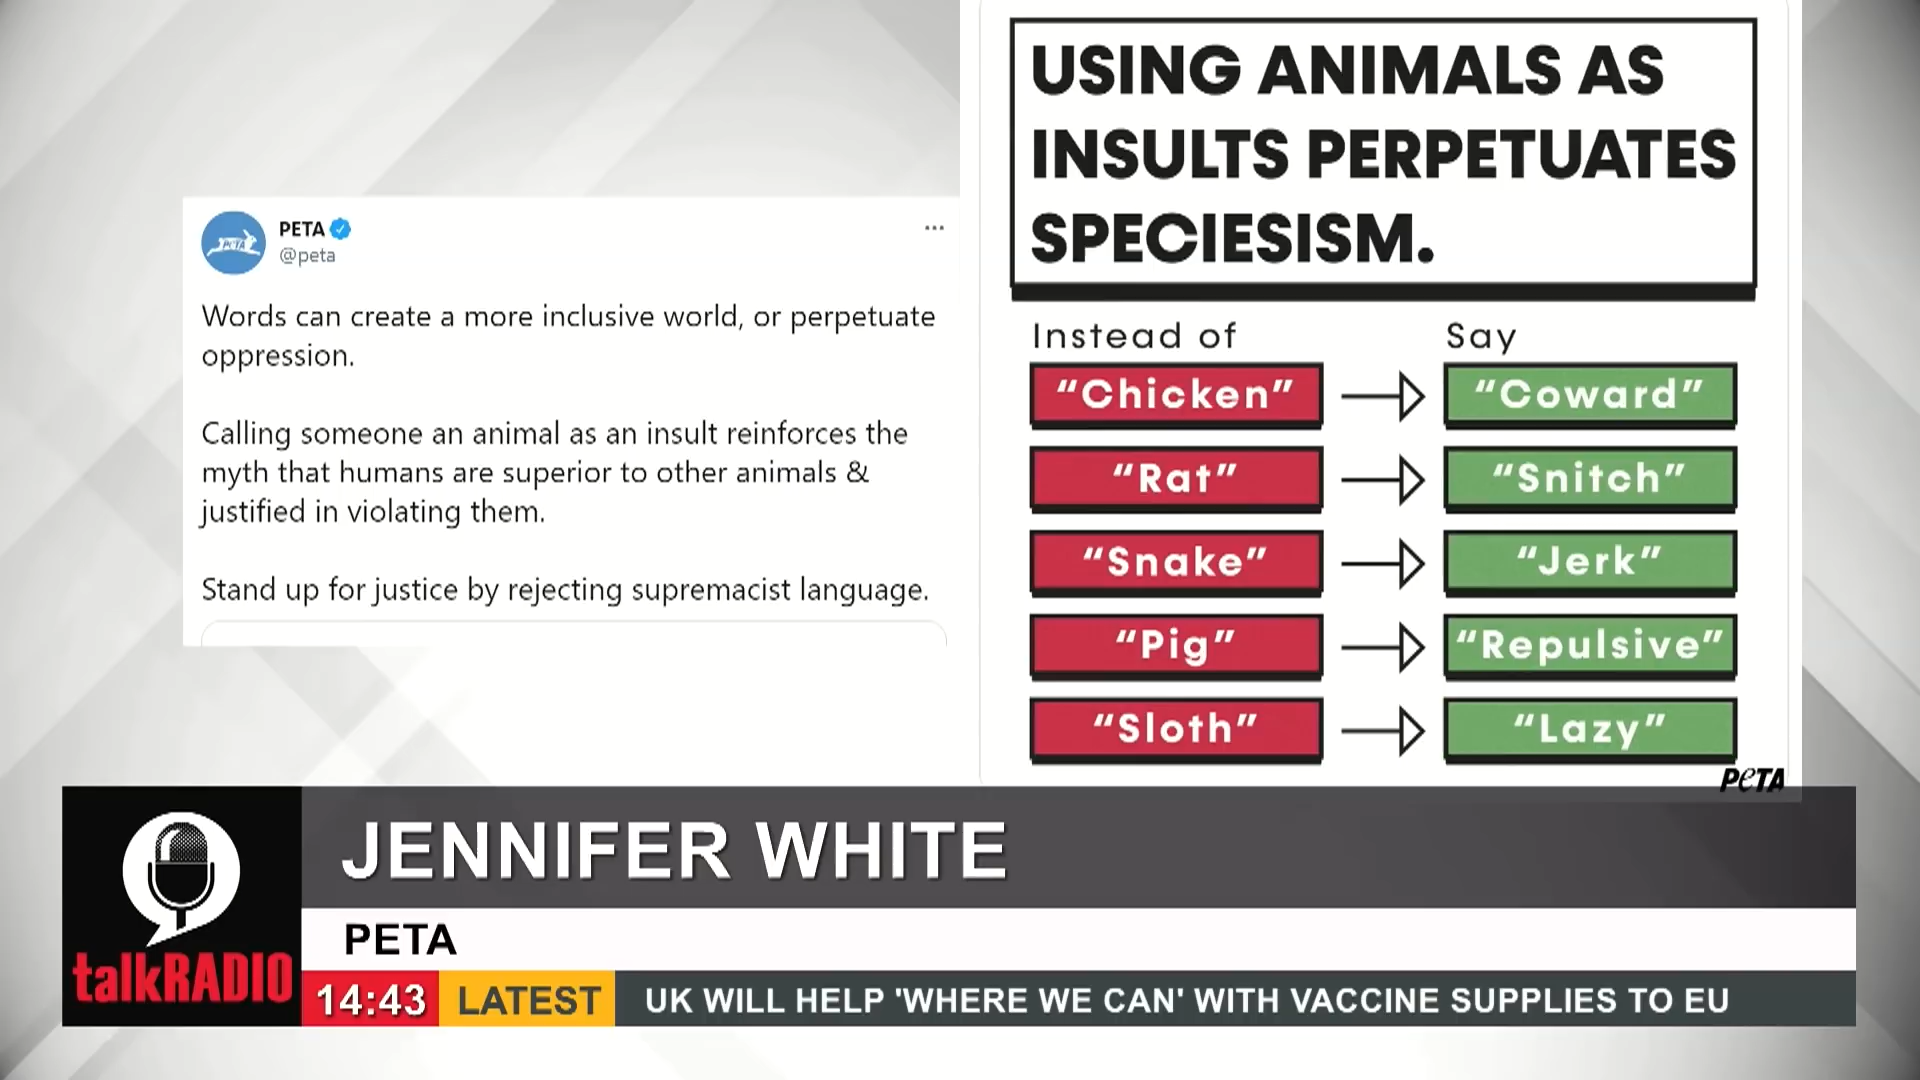 PETA
@peta
Words can create a more inclusive world, or perpetuate
oppression.
Calling someone an animal as an insult reinforces the
myth that humans are superior to other animals &
justified in violating them.
Stand up for justice by rejecting supremacist language.
USING ANIMALS AS
INSULTS PERPETUATES
SPECIESISM.
Instead of Say
“Chicken” “Coward”
“Rat” “Snitch”
“Snake” “Jerk”
“Pig” “Repulsive”
“Sloth” “Lazy”
PETA
JENNIFER WHITE
PETA
talkRADIO
14:43 LATEST UK WILL HELP 'WHERE WE CAN' WITH VACCINE SUPPLIES TO EU